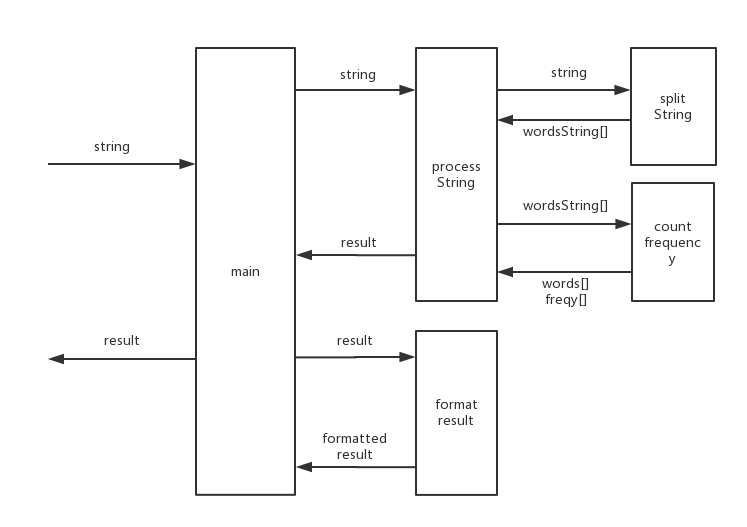 string
main
result
string
result
result
formatted
result
process
String
format
result
string
wordsString[]
wordsString[]
words[]
freqy[]
split
String
count
frequenc
y